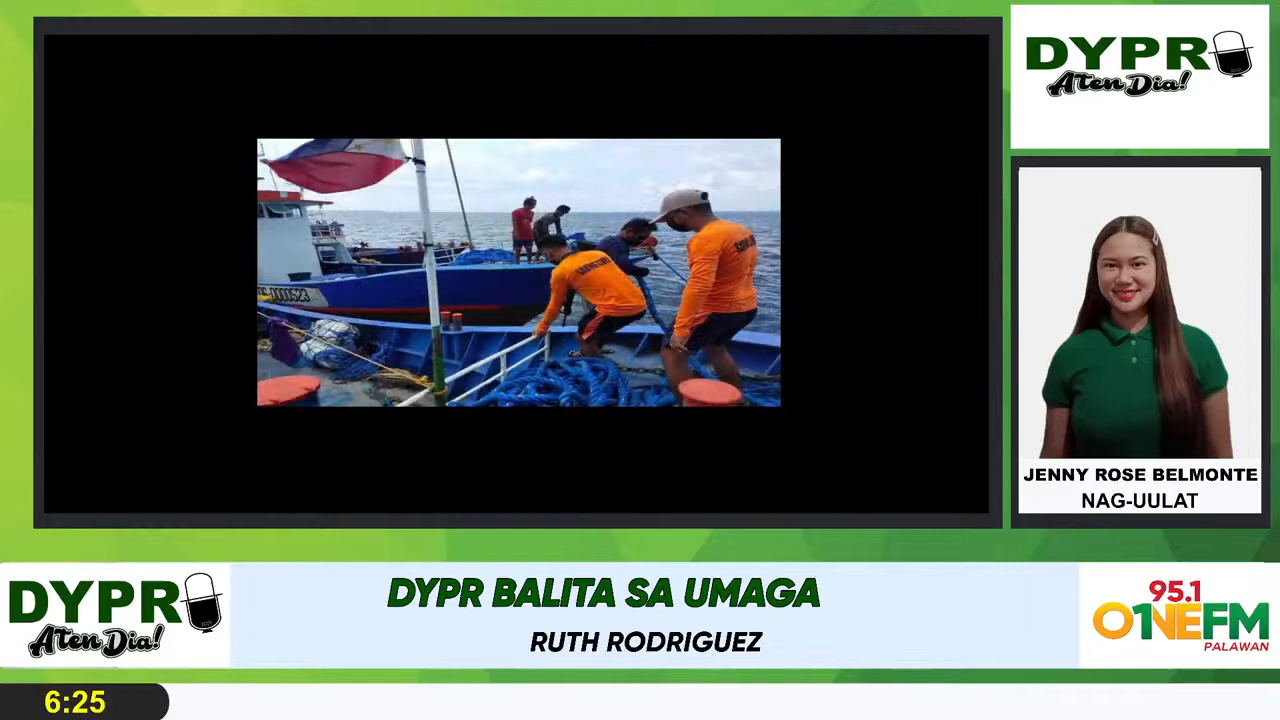 DYPR
Aten Dia!
JENNY ROSE BELMONTE
NAG-UULAT
DYPR
Aten Dia!
DYPR BALITA SA UMAGA
RUTH RODRIGUEZ
95.1
ONEFM
PALAWAN
6:25